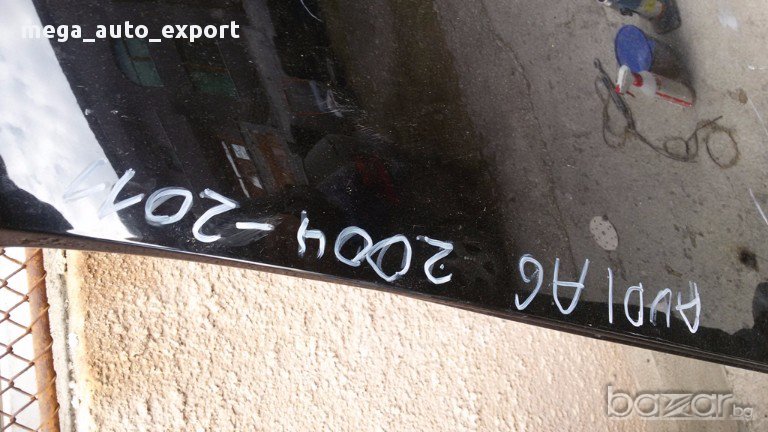 mega_auto_export
AUDI A6 2004-2011
bazar.bg